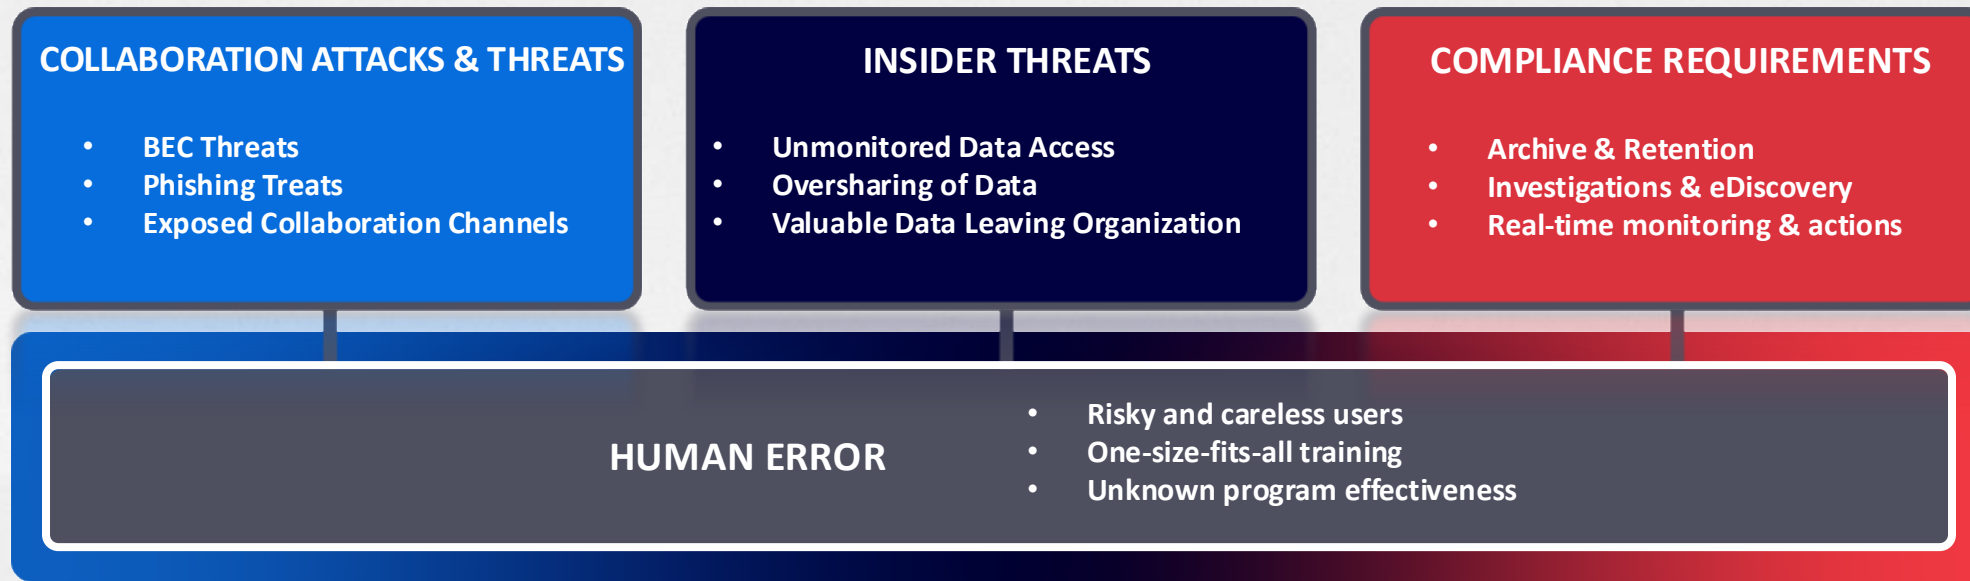 COLLABORATION ATTACKS & THREATS
• BEC Threats
• Phishing Treats
• Exposed Collaboration Channels
INSIDER THREATS
• Unmonitored Data Access
• Oversharing of Data
• Valuable Data Leaving Organization
COMPLIANCE REQUIREMENTS
• Archive & Retention
• Investigations & eDiscovery
• Real-time monitoring & actions
HUMAN ERROR
• Risky and careless users
• One-size-fits-all training
• Unknown program effectiveness